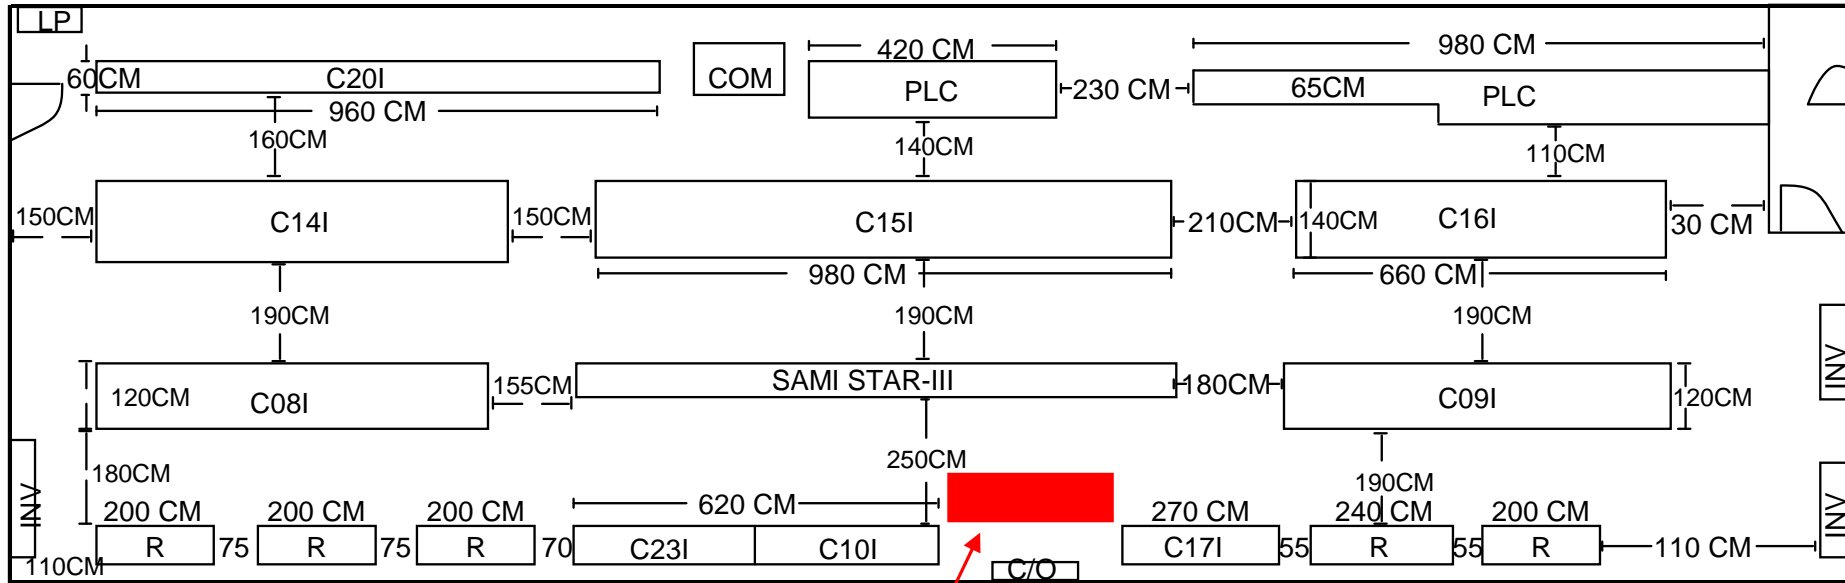 LP
420 CM
980 CM
60CM
C20I
COM
PLC
230 CM
65CM
PLC
960 CM
160CM
140CM
110CM
150CM
C14I
150CM
C15I
210CM
140CM
C16I
30 CM
980 CM
660 CM
190CM
190CM
190CM
INV
120CM
C08I
155CM
SAMI STAR-III
180CM
C09I
120CM
180CM
250CM
190CM
INV
INV
200 CM
200 CM
200 CM
620 CM
270 CM
240 CM
200 CM
R
75
R
75
R
70
C23I
C10I
C17I
55
R
55
R
110 CM
110CM
C/O